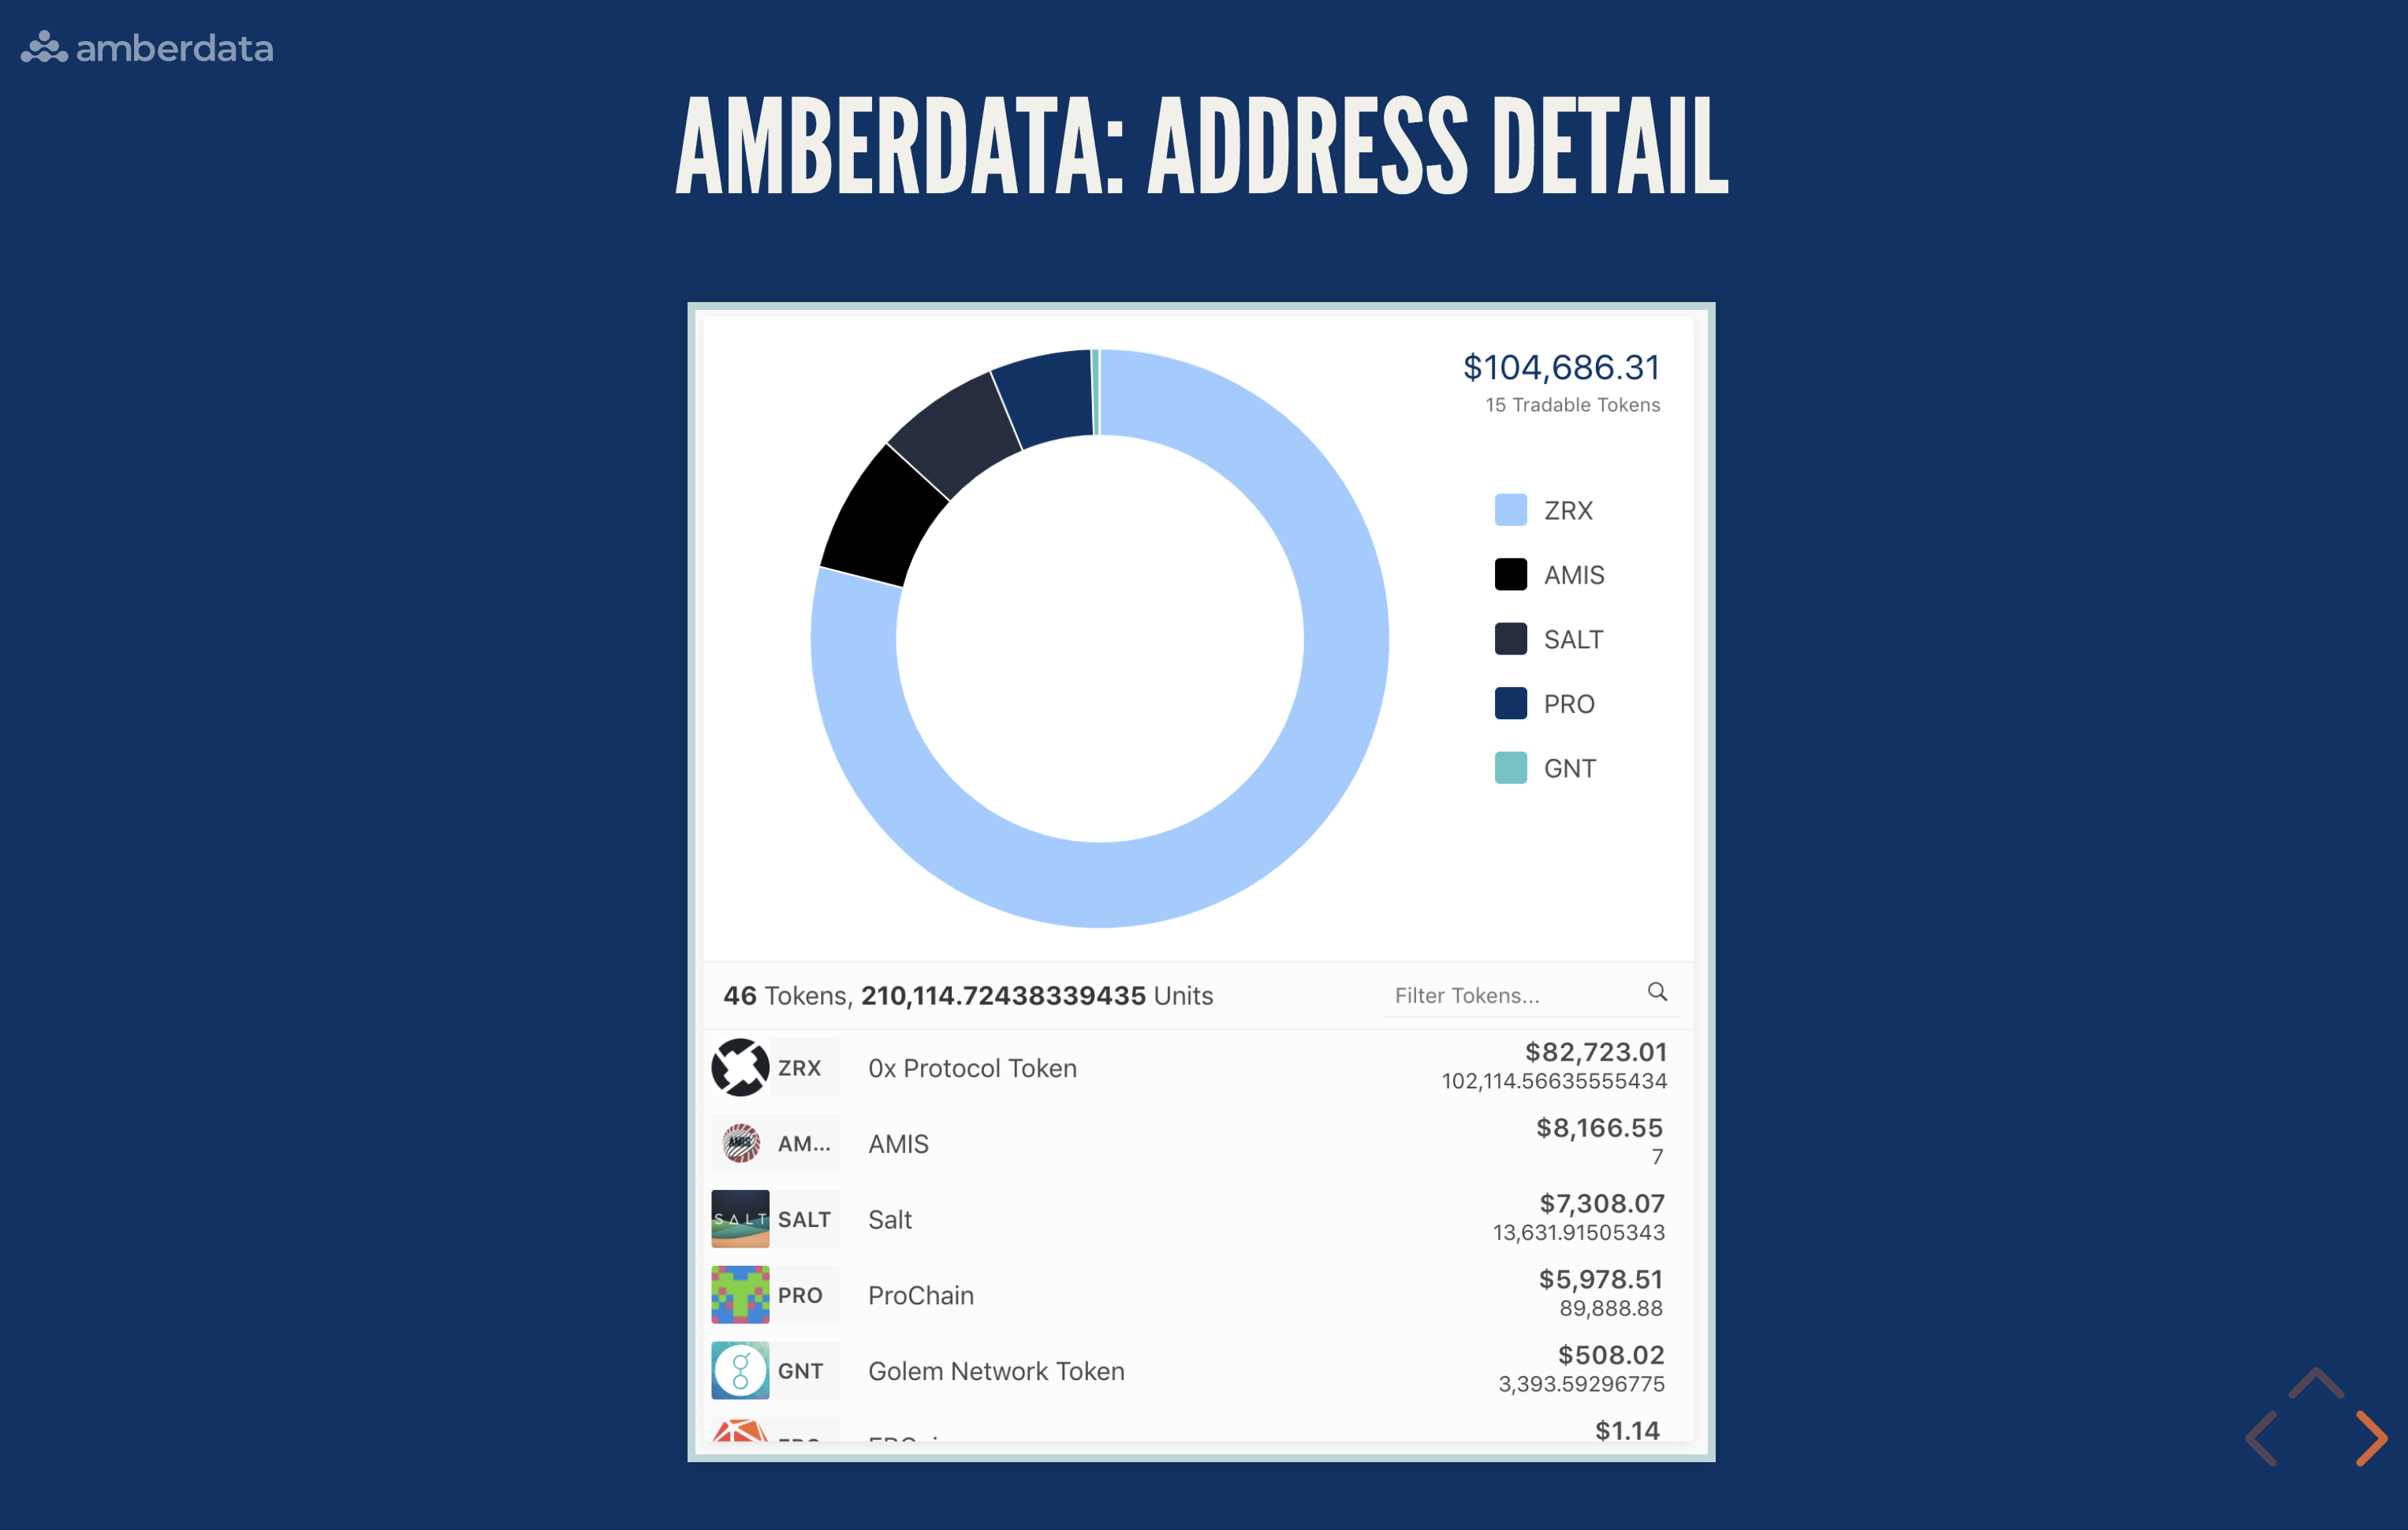 amberdata
AMBERDATA: ADDRESS DETAIL
$104,686.31
15 Tradable Tokens
ZRX
AMIS
SALT
PRO
GNT
46 Tokens, 210,114.72438339435 Units
Filter Tokens...
ZRX 0x Protocol Token $82,723.01
102,114.56635555434
AMIS
AM... AMIS $8,166.55
7
SALT
SALT Salt $7,308.07
13,631.91505343
PRO ProChain $5,978.51
89,888.88
GNT Golem Network Token $508.02
3,393.59296775
$1.14